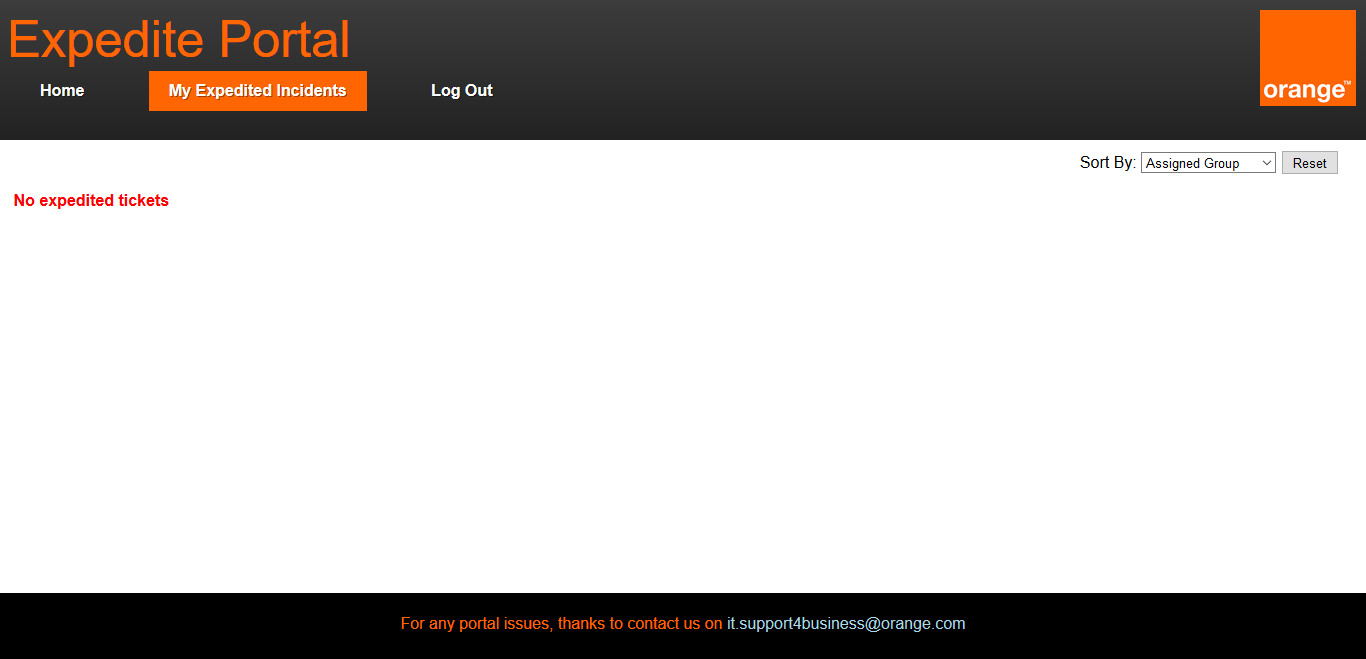 Expedite Portal
Home
My Expedited Incidents
Log Out
orange™
Sort By: Assigned Group Reset
No expedited tickets
For any portal issues, thanks to contact us on it.support4business@orange.com